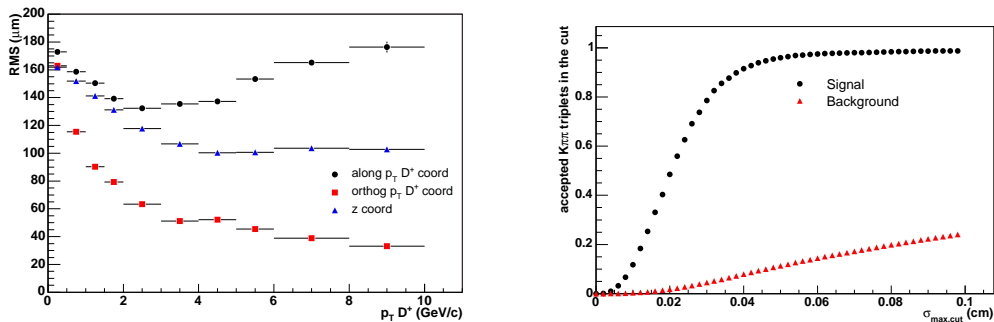 RMS (μm)
200
180
160
140
120
100
80
60
40
20
0
along p_T D⁺ coord
orthog p_T D⁺ coord
z coord
0 2 4 6 8 10
p_T D⁺ (GeV/c)
accepted Kππ triplets in the cut
1
0.8
0.6
0.4
0.2
0
Signal
Background
0 0.02 0.04 0.06 0.08 0.1
σ_max,cut (cm)